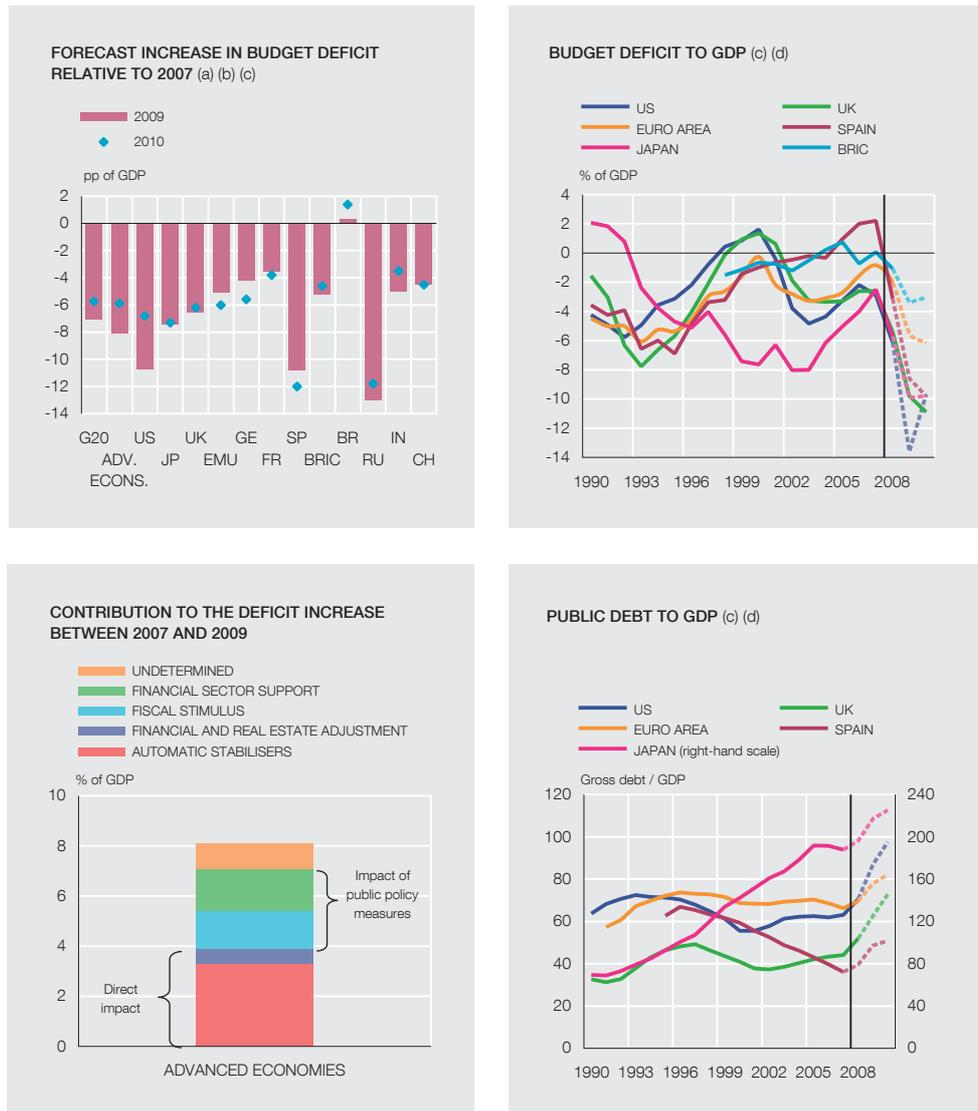 FORECAST INCREASE IN BUDGET DEFICIT
RELATIVE TO 2007 (a) (b) (c)
2009
2010
pp of GDP
2
0
-2
-4
-6
-8
-10
-12
-14
G20 US UK GE SP BR IN
ADV. JP EMU FR BRIC RU CH
ECONS.
BUDGET DEFICIT TO GDP (c) (d)
US UK
EURO AREA SPAIN
JAPAN BRIC
% of GDP
4
2
0
-2
-4
-6
-8
-10
-12
-14
1990 1993 1996 1999 2002 2005 2008
CONTRIBUTION TO THE DEFICIT INCREASE
BETWEEN 2007 AND 2009
UNDETERMINED
FINANCIAL SECTOR SUPPORT
FISCAL STIMULUS
FINANCIAL AND REAL ESTATE ADJUSTMENT
AUTOMATIC STABILISERS
% of GDP
10
8
6
4
2
0
Impact of
public policy
measures
Direct
impact
ADVANCED ECONOMIES
PUBLIC DEBT TO GDP (c) (d)
US UK
EURO AREA SPAIN
JAPAN (right-hand scale)
Gross debt / GDP
120 240
100 200
80 160
60 120
40 80
20 40
0 0
1990 1993 1996 1999 2002 2005 2008